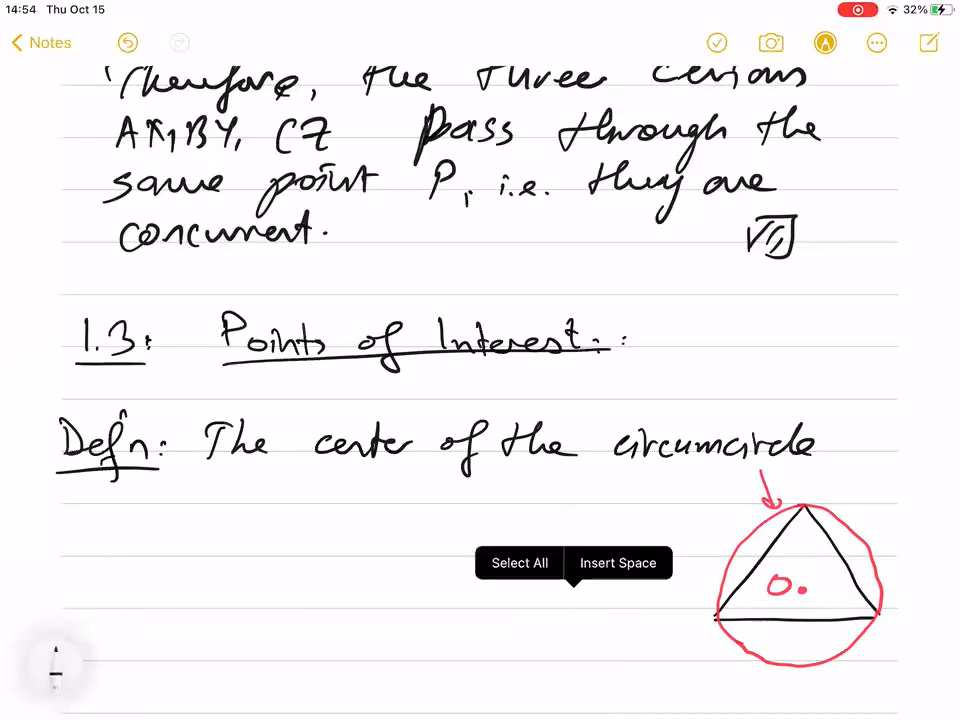 14:54 Thu Oct 15
32%
Notes
Therefore, the three cevians
AX, BY, CZ pass through the
same point P, i.e. they are
concurrent.
1.3: Points of Interest:
Def'n: The center of the circumcircle
Select All Insert Space
O.